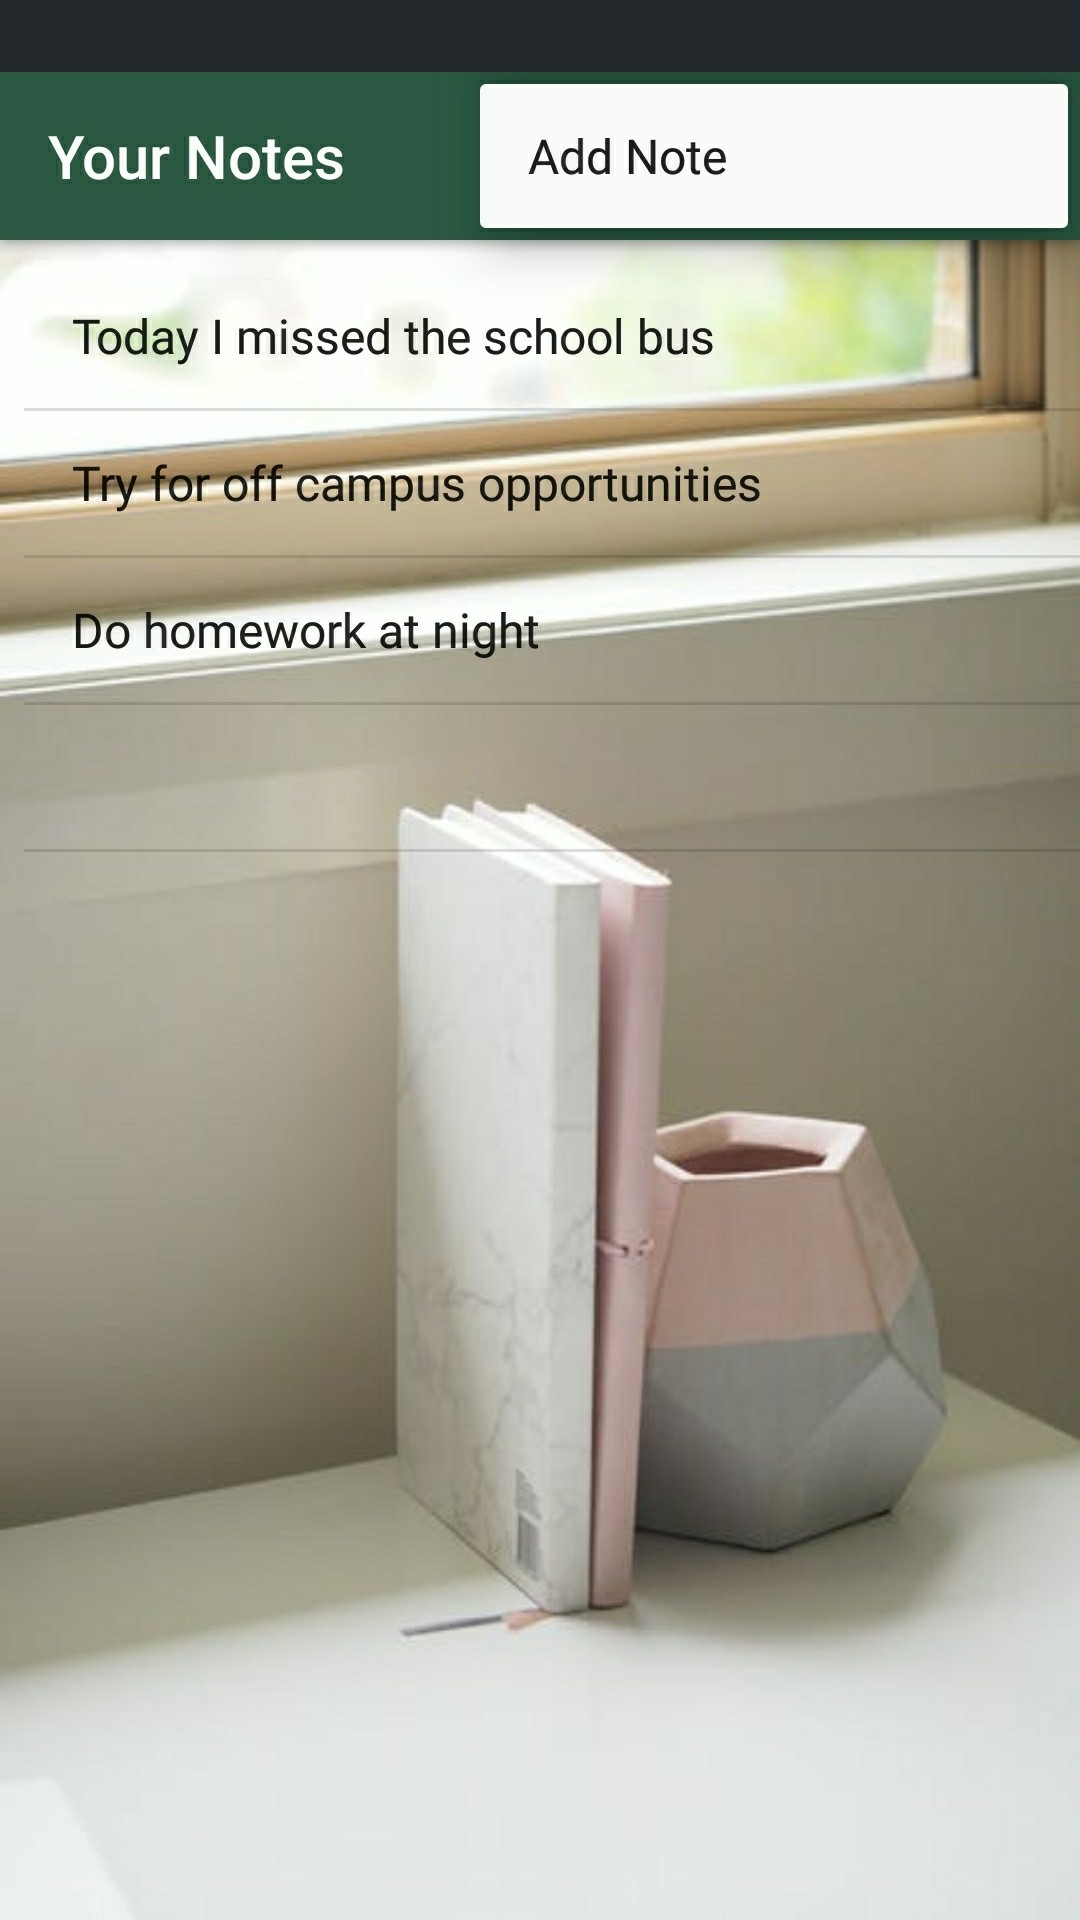 Your Notes
Add Note
Today I missed the school bus
Try for off campus opportunities
Do homework at night